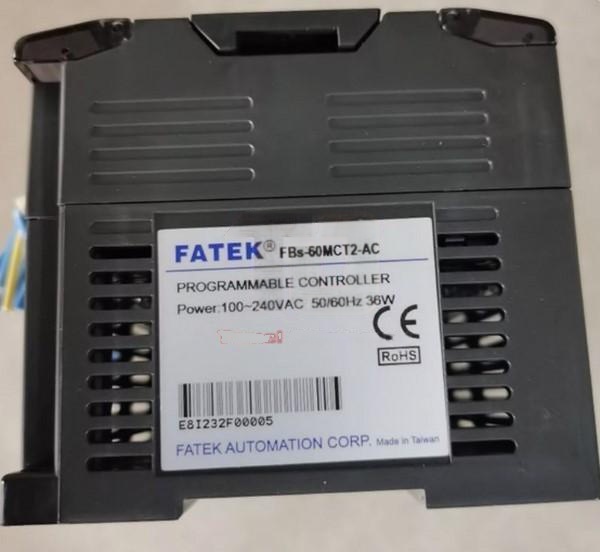 FATEK® FBs-60MCT2-AC
PROGRAMMABLE CONTROLLER
Power:100~240VAC 50/60Hz 36W
CE
RoHS
E8I232F00005
FATEK AUTOMATION CORP. Made in Taiwan